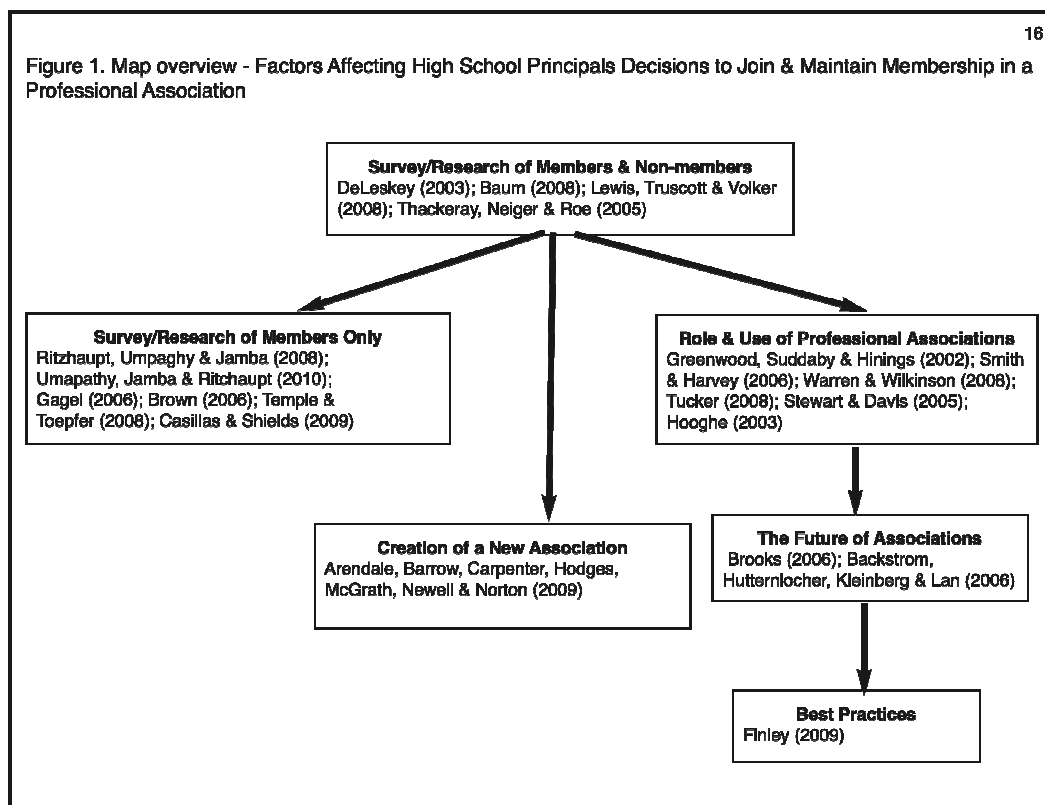 16
Figure 1. Map overview - Factors Affecting High School Principals Decisions to Join & Maintain Membership in a
Professional Association
Survey/Research of Members & Non-members
DeLeskey (2003); Baum (2008); Lewis, Truscott & Volker
(2008); Thackeray, Neiger & Roe (2005)
Survey/Research of Members Only
Ritzhaupt, Umpaghy & Jamba (2008);
Umapathy, Jamba & Ritchaupt (2010);
Gagel (2006); Brown (2006); Temple &
Toepfer (2008); Casillas & Shields (2009)
Role & Use of Professional Associations
Greenwood, Suddaby & Hinings (2002); Smith
& Harvey (2006); Warren & Wilkinson (2008);
Tucker (2008); Stewart & Davis (2005);
Hooghe (2003)
Creation of a New Association
Arendale, Barrow, Carpenter, Hodges,
McGrath, Newell & Norton (2009)
The Future of Associations
Brooks (2006); Backstrom,
Hutternlocher, Kleinberg & Lan (2006)
Best Practices
Finley (2009)